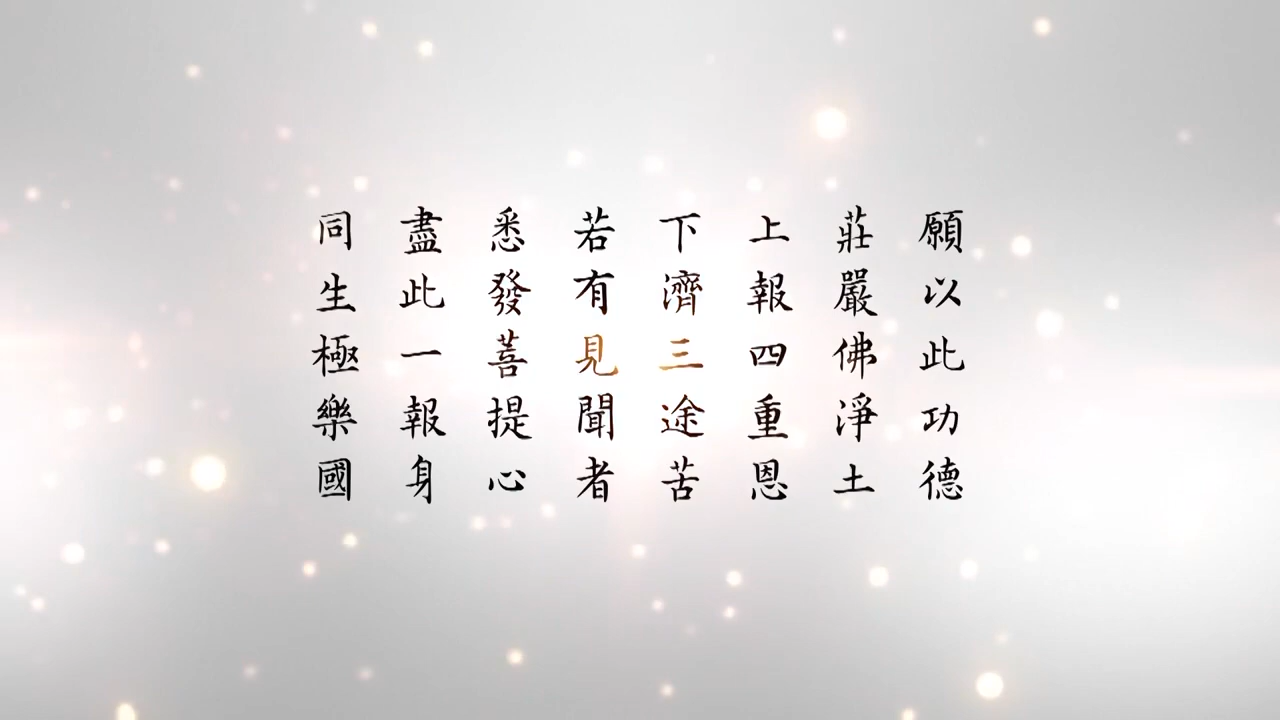 願以此功德
莊嚴佛淨土
上報四重恩
下濟三途苦
若有見聞者
悉發菩提心
盡此一報身
同生極樂國